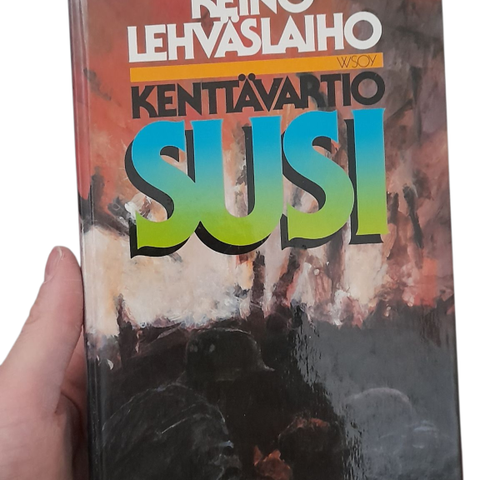 REINO
LEHVÄSLAIHO
WSOY
KENTTÄVARTIO
SUSI